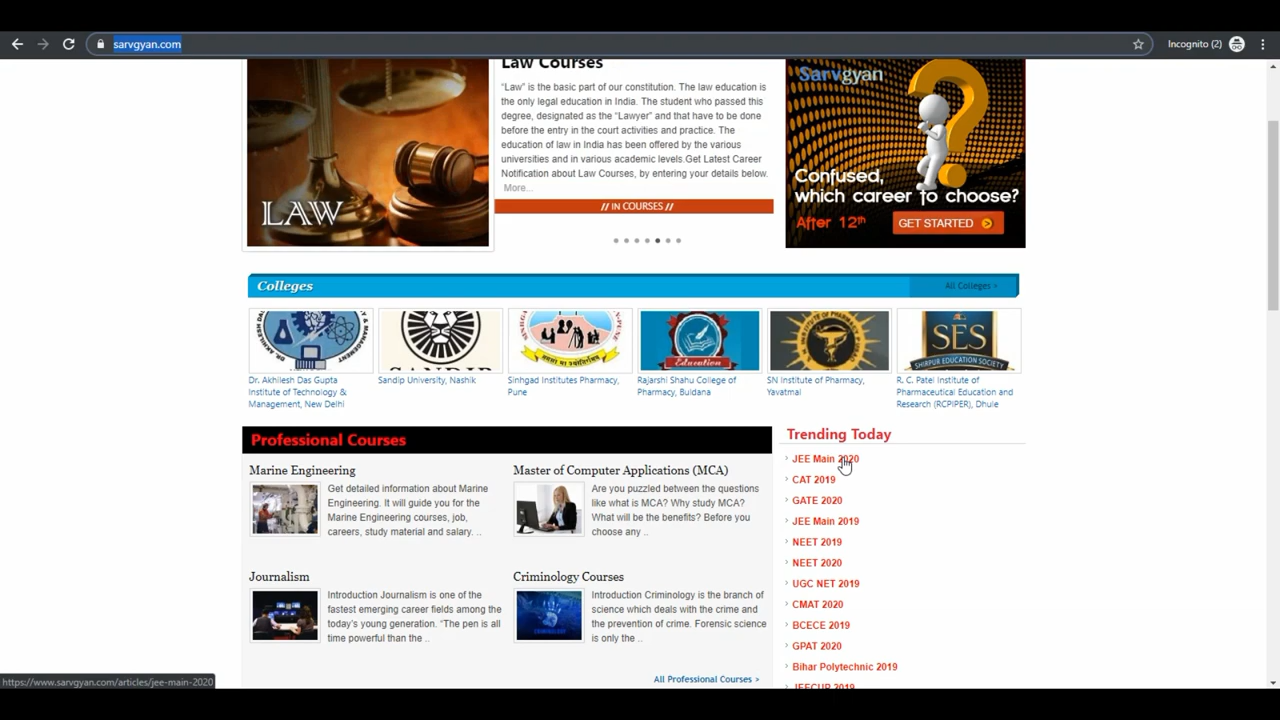 sarvgyan.com
Incognito (2)
Law Courses
"Law" is the basic part of our constitution. The law education is
the only legal education in India. The student who passed this
degree, designated as the "Lawyer" and that have to be done
before the entry in the court activities and practice. The
education of law in India has been offered by the various
universities and in various academic levels.Get Latest Career
Notification about Law Courses, by entering your details below.
More...
// IN COURSES //
LAW
Sarvgyan
Confused,
which career to choose?
After 12th
GET STARTED
Colleges
All Colleges >
SANDIP
Education
SES
SHIRPUR EDUCATION SOCIETY
Dr. Akhilesh Das Gupta
Institute of Technology &
Management, New Delhi
Sandip University, Nashik
Sinhgad Institutes Pharmacy,
Pune
Rajarshi Shahu College of
Pharmacy, Buldana
SN Institute of Pharmacy,
Yavatmal
R. C. Patel Institute of
Pharmaceutical Education and
Research (RCPIPER), Dhule
Professional Courses
Marine Engineering
Get detailed information about Marine
Engineering. It will guide you for the
Marine Engineering courses, job,
careers, study material and salary. ..
Master of Computer Applications (MCA)
Are you puzzled between the questions
like what is MCA? Why study MCA?
What will be the benefits? Before you
choose any ..
Journalism
Introduction Journalism is one of the
fastest emerging career fields among the
today's young generation. "The pen is all
time powerful than the ..
Criminology Courses
Introduction Criminology is the branch of
science which deals with the crime and
the prevention of crime. Forensic science
is only the ..
All Professional Courses >
Trending Today
JEE Main 2020
CAT 2019
GATE 2020
JEE Main 2019
NEET 2019
NEET 2020
UGC NET 2019
CMAT 2020
BCECE 2019
GPAT 2020
Bihar Polytechnic 2019
JEECUP 2019
https://www.sarvgyan.com/articles/jee-main-2020